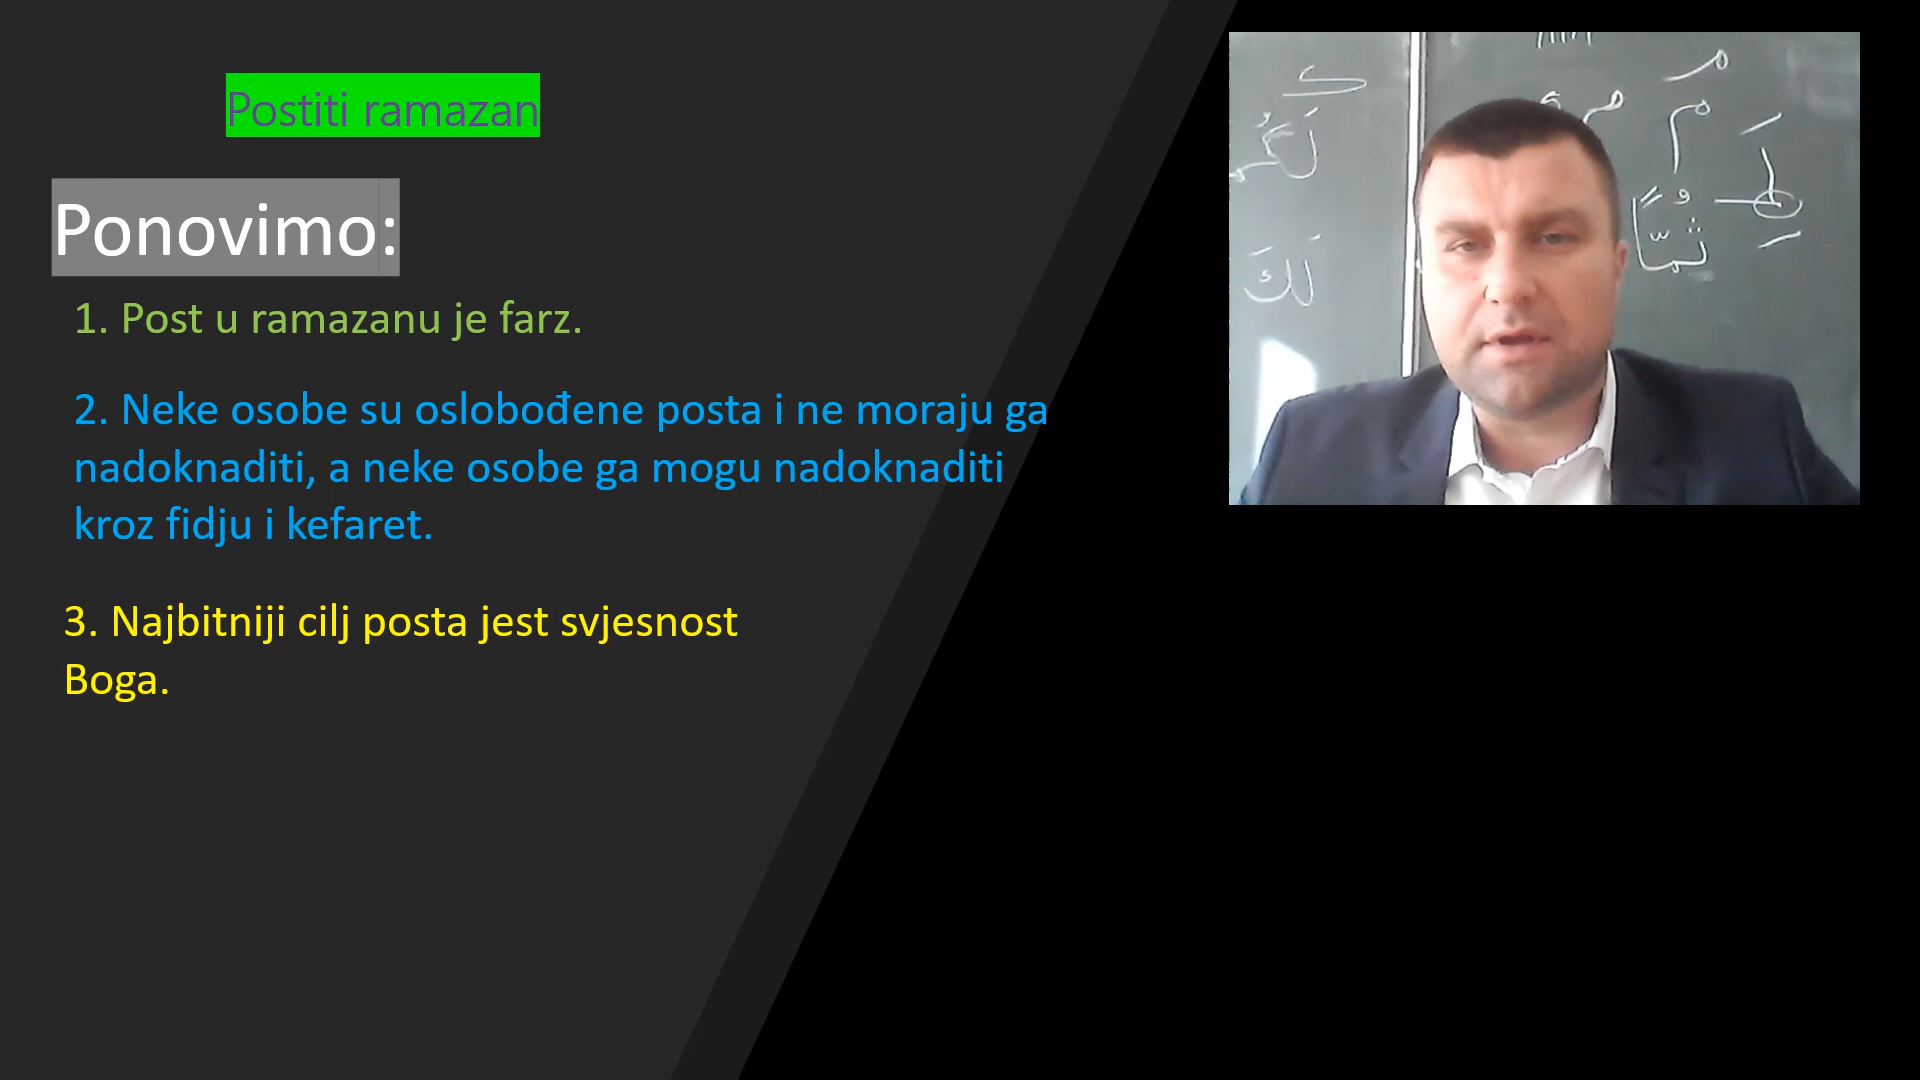 Postiti ramazan
Ponovimo:
1. Post u ramazanu je farz.
2. Neke osobe su oslobođene posta i ne moraju ga
nadoknaditi, a neke osobe ga mogu nadoknaditi
kroz fidju i kefaret.
3. Najbitniji cilj posta jest svjesnost
Boga.
لَكَ